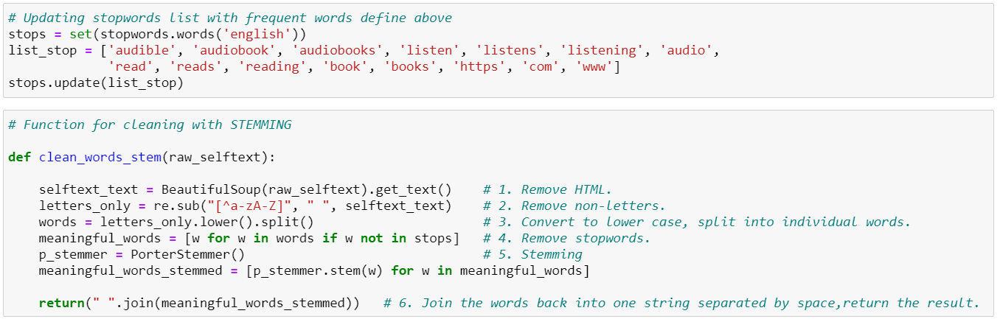 # Updating stopwords list with frequent words define above
stops = set(stopwords.words('english'))
list_stop = ['audible', 'audiobook', 'audiobooks', 'listen', 'listens', 'listening', 'audio',
             'read', 'reads', 'reading', 'book', 'books', 'https', 'com', 'www']
stops.update(list_stop)
# Function for cleaning with STEMMING
def clean_words_stem(raw_selftext):
    selftext_text = BeautifulSoup(raw_selftext).get_text()    # 1. Remove HTML.
    letters_only = re.sub("[^a-zA-Z]", " ", selftext_text)    # 2. Remove non-letters.
    words = letters_only.lower().split()                      # 3. Convert to lower case, split into individual words.
    meaningful_words = [w for w in words if w not in stops]   # 4. Remove stopwords.
    p_stemmer = PorterStemmer()                               # 5. Stemming
    meaningful_words_stemmed = [p_stemmer.stem(w) for w in meaningful_words]
    return(" ".join(meaningful_words_stemmed))   # 6. Join the words back into one string separated by space,return the result.